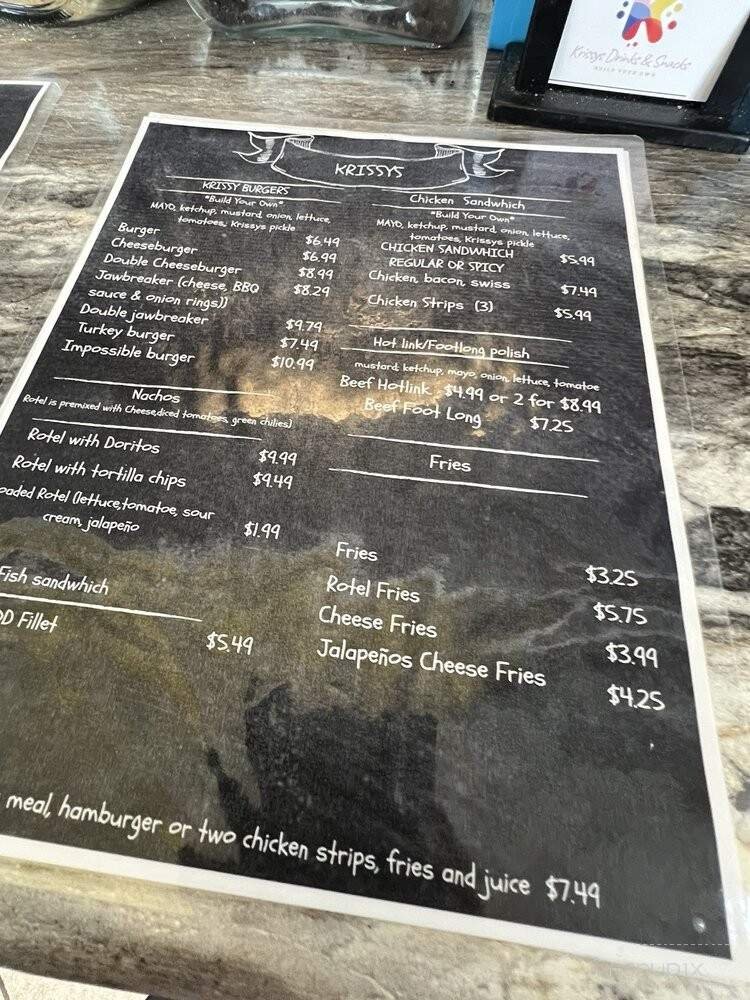 Krissys Drinks & Snacks
BUILD YOUR OWN
KRISSYS
KRISSY BURGERS
"Build Your Own"
MAYO, ketchup, mustard, onion, lettuce,
tomatoes, Krissys pickle
Burger $6.49
Cheeseburger $6.99
Double Cheeseburger $8.99
Jawbreaker (cheese, BBQ $8.29
sauce & onion rings))
Double jawbreaker $9.79
Turkey burger $7.49
Impossible burger $10.99
Nachos
Rotel is premixed with Cheese,diced tomatoes, green chilies)
Rotel with Doritos $9.99
Rotel with tortilla chips $9.49
oaded Rotel (lettuce,tomatoe, sour
cream, jalapeño $1.99
Fish sandwhich
OD Fillet $5.49
Chicken Sandwhich
"Build Your Own"
MAYO, ketchup, mustard, onion, lettuce,
tomatoes, Krissys pickle
CHICKEN SANDWHICH $5.99
REGULAR OR SPICY
Chicken, bacon, swiss $7.49
Chicken Strips (3) $5.99
Hot link/Footlong polish
mustard, ketchup, mayo, onion, lettuce, tomatoe
Beef Hotlink $4.99 or 2 for $8.99
Beef Foot Long $7.25
Fries
Fries $3.25
Rotel Fries $5.75
Cheese Fries $3.99
Jalapeños Cheese Fries $4.25
meal, hamburger or two chicken strips, fries and juice $7.49